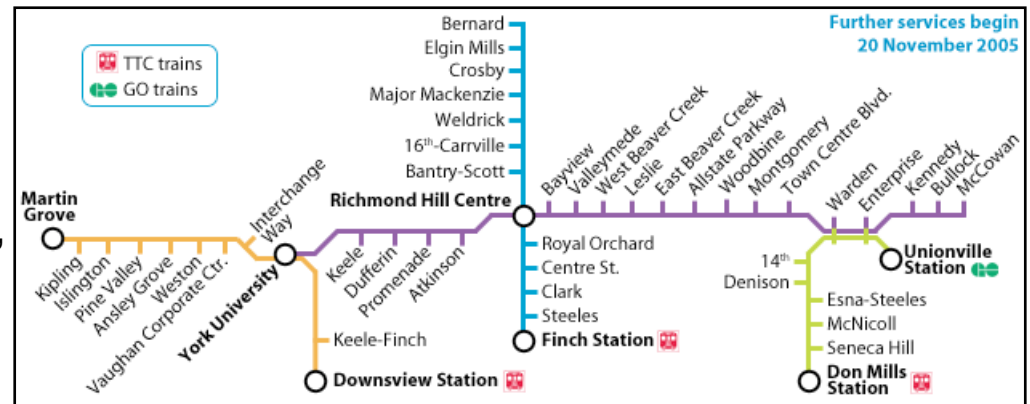 Further services begin
20 November 2005
TTC trains
GO trains
Bernard
Elgin Mills
Crosby
Major Mackenzie
Weldrick
16th-Carrville
Bantry-Scott
Richmond Hill Centre
Martin
Grove
Kipling
Islington
Pine Valley
Ansley Grove
Weston
Vaughan Corporate Ctr.
Interchange
Way
York University
Keele
Dufferin
Promenade
Atkinson
Keele-Finch
Downsview Station
Royal Orchard
Centre St.
Clark
Steeles
Finch Station
Bayview
Valleymede
West Beaver Creek
Leslie
East Beaver Creek
Allstate Parkway
Woodbine
Montgomery
Town Centre Blvd.
Warden
Enterprise
Kennedy
Bullock
McCowan
Unionville
Station
14th
Denison
Esna-Steeles
McNicoll
Seneca Hill
Don Mills
Station